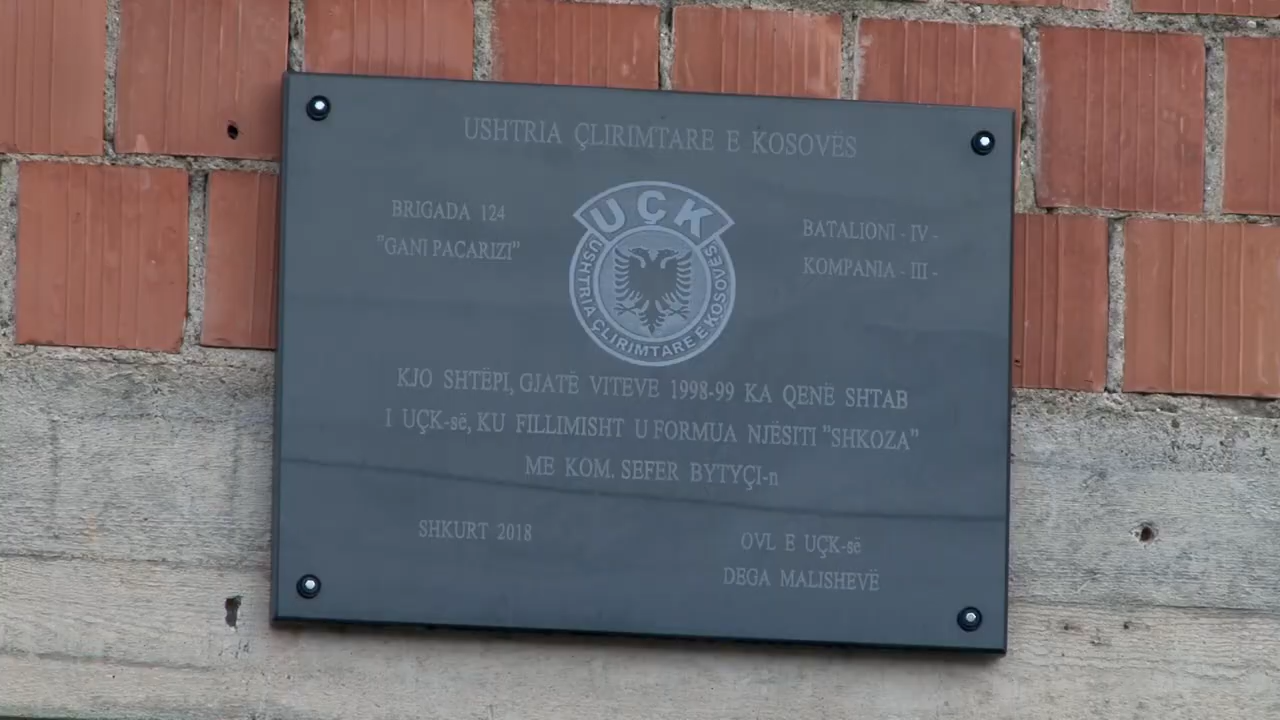 USHTRIA ÇLIRIMTARE E KOSOVËS
BRIGADA 124
"GANI PACARIZI"
UÇK
USHTRIA ÇLIRIMTARE E KOSOVËS
BATALIONI - IV -
KOMPANIA - III -
KJO SHTËPI, GJATË VITEVE 1998-99 KA QENË SHTAB
I UÇK-së, KU FILLIMISHT U FORMUA NJËSITI "SHKOZA"
ME KOM. SEFER BYTYÇI-n
SHKURT 2018
OVL E UÇK-së
DEGA MALISHEVË